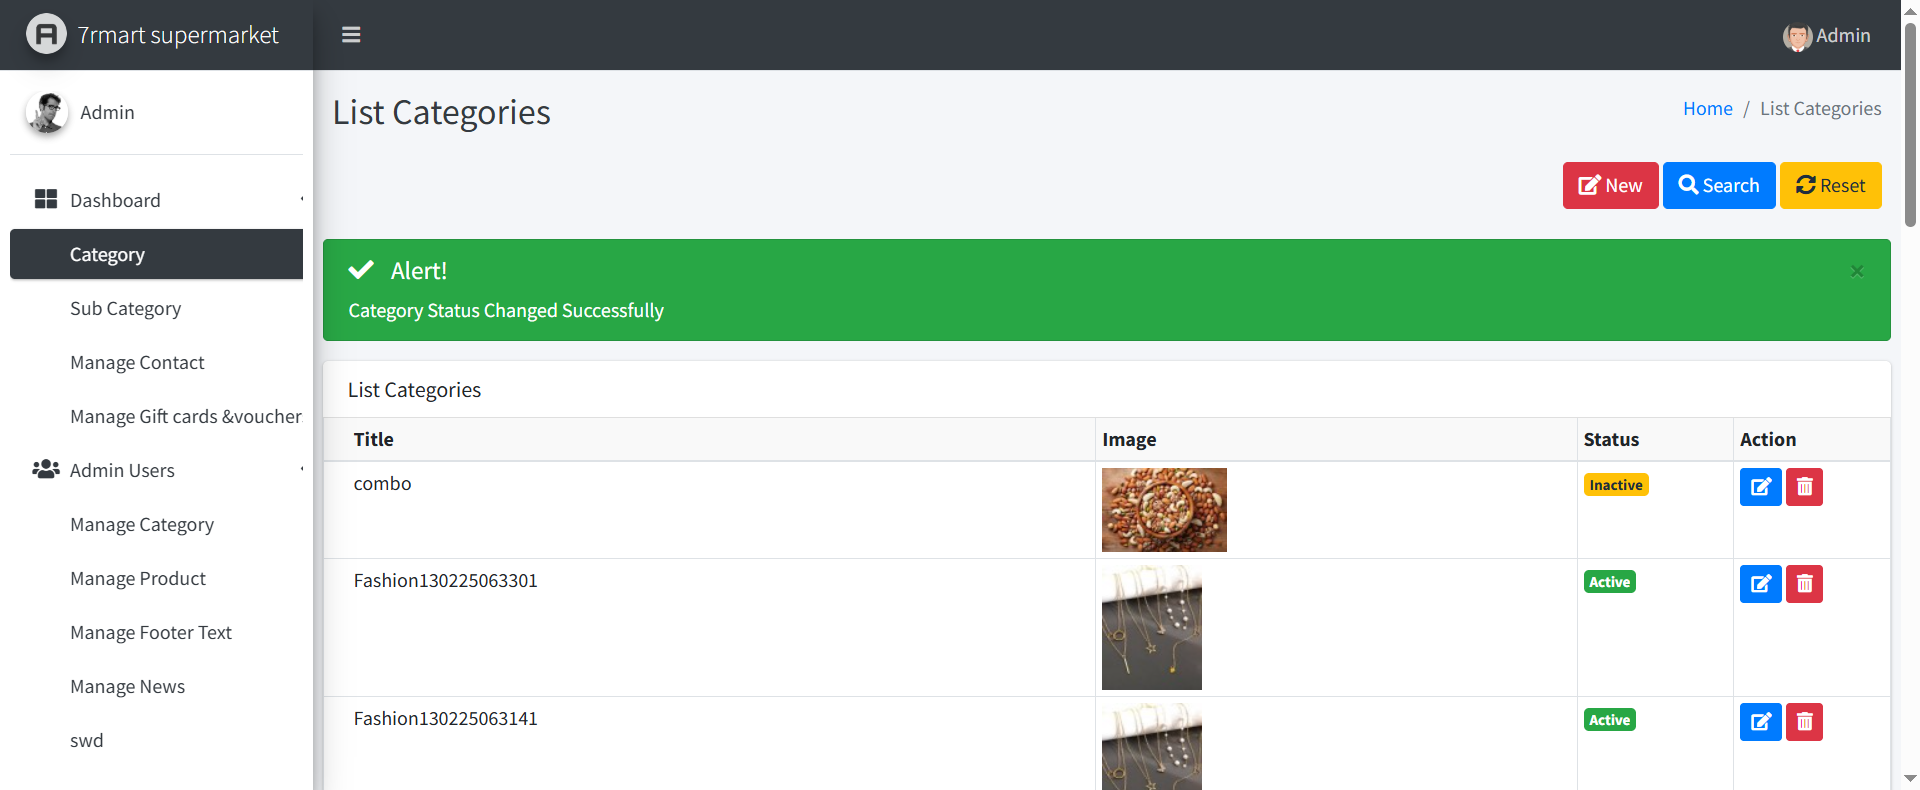 7rmart supermarket
Admin
Admin
List Categories
Home / List Categories
New
Search
Reset
Dashboard
Category
Sub Category
Manage Contact
Manage Gift cards &voucher
Admin Users
Manage Category
Manage Product
Manage Footer Text
Manage News
swd
Alert!
×
Category Status Changed Successfully
List Categories
Title Image Status Action
combo Inactive
Fashion130225063301 Active
Fashion130225063141 Active